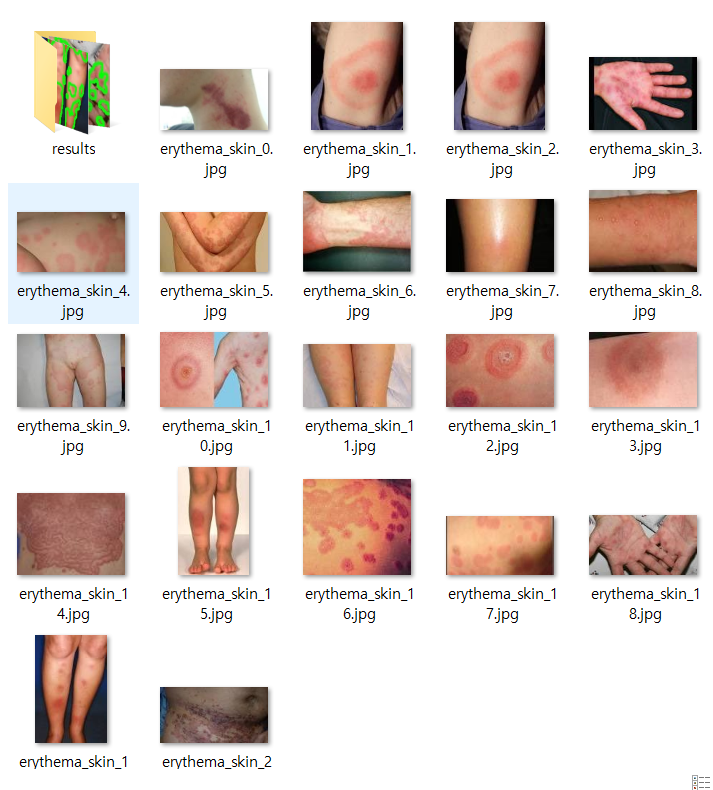 results
erythema_skin_0.
jpg
erythema_skin_1.
jpg
erythema_skin_2.
jpg
erythema_skin_3.
jpg
erythema_skin_4.
jpg
erythema_skin_5.
jpg
erythema_skin_6.
jpg
erythema_skin_7.
jpg
erythema_skin_8.
jpg
erythema_skin_9.
jpg
erythema_skin_1
0.jpg
erythema_skin_1
1.jpg
erythema_skin_1
2.jpg
erythema_skin_1
3.jpg
erythema_skin_1
4.jpg
erythema_skin_1
5.jpg
erythema_skin_1
6.jpg
erythema_skin_1
7.jpg
erythema_skin_1
8.jpg
erythema_skin_1
erythema_skin_2